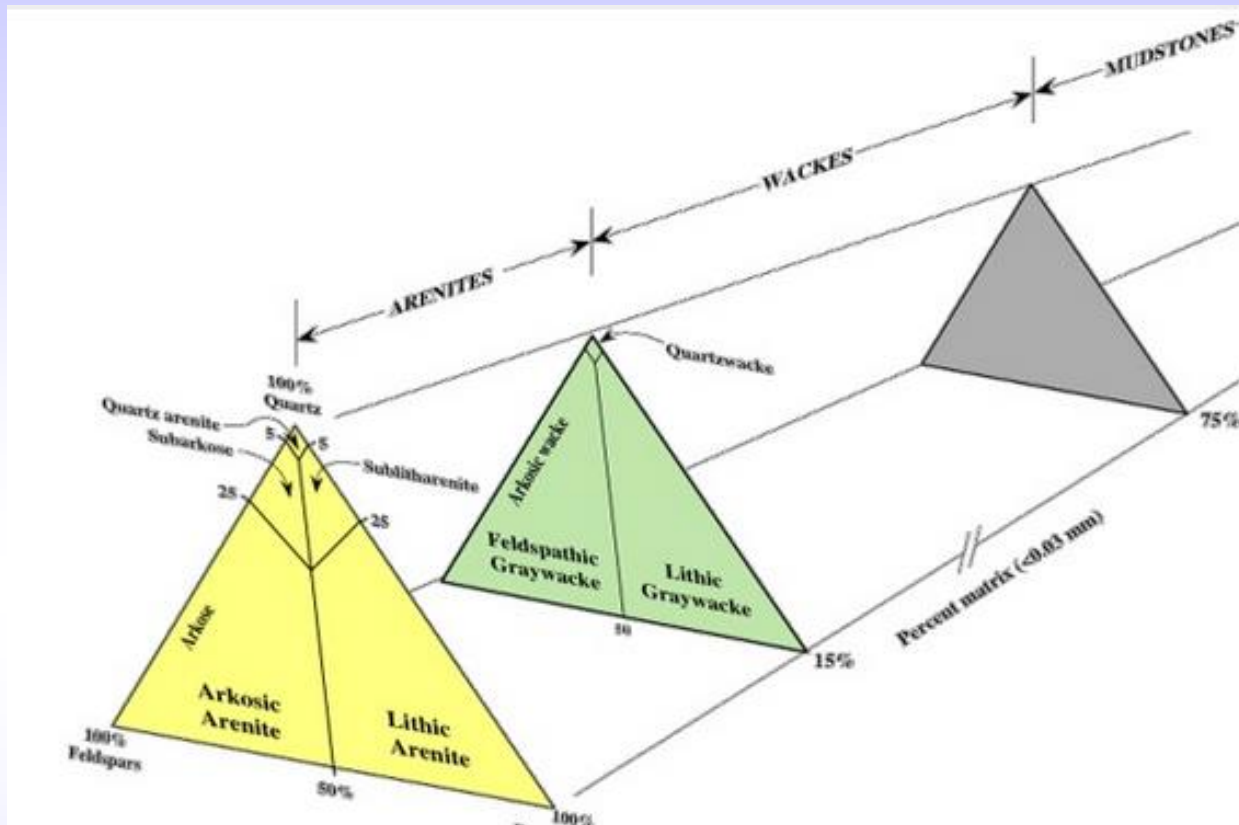 MUDSTONES
WACKES
ARENITES
Quartzwacke
100%
Quartz
Quartz arenite
Subarkose
5
5
Sublitharenite
25
25
Arkosic wacke
Feldspathic
Graywacke
Lithic
Graywacke
50
75%
Percent matrix (<0.03 mm)
15%
Arkose
Arkosic
Arenite
Lithic
Arenite
100%
Feldspars
50%
100%